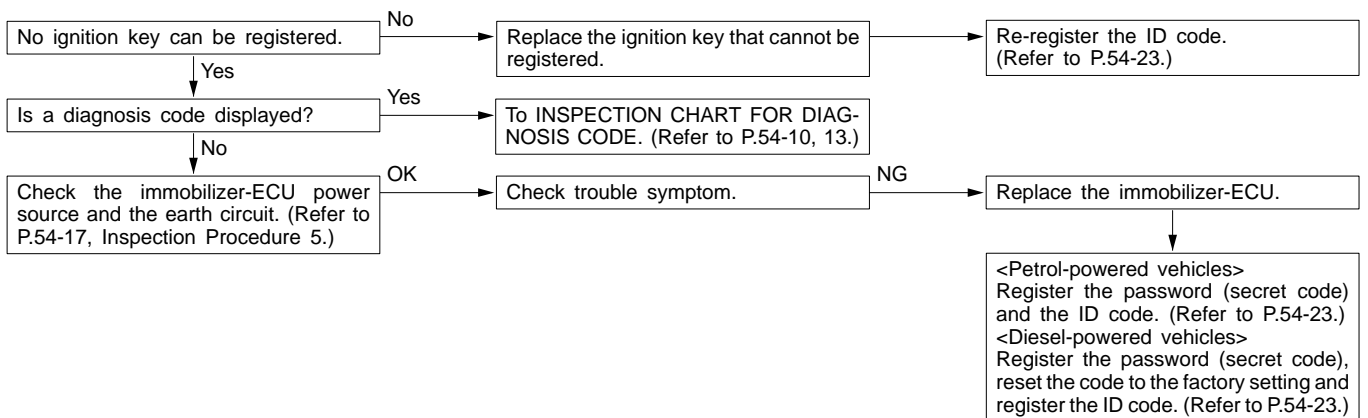 No ignition key can be registered.
No
Replace the ignition key that cannot be
registered.
Re-register the ID code.
(Refer to P.54-23.)
Yes
Is a diagnosis code displayed?
Yes
To INSPECTION CHART FOR DIAG-
NOSIS CODE. (Refer to P.54-10, 13.)
No
Check the immobilizer-ECU power
source and the earth circuit. (Refer to
P.54-17, Inspection Procedure 5.)
OK
Check trouble symptom.
NG
Replace the immobilizer-ECU.
<Petrol-powered vehicles>
Register the password (secret code)
and the ID code. (Refer to P.54-23.)
<Diesel-powered vehicles>
Register the password (secret code),
reset the code to the factory setting and
register the ID code. (Refer to P.54-23.)